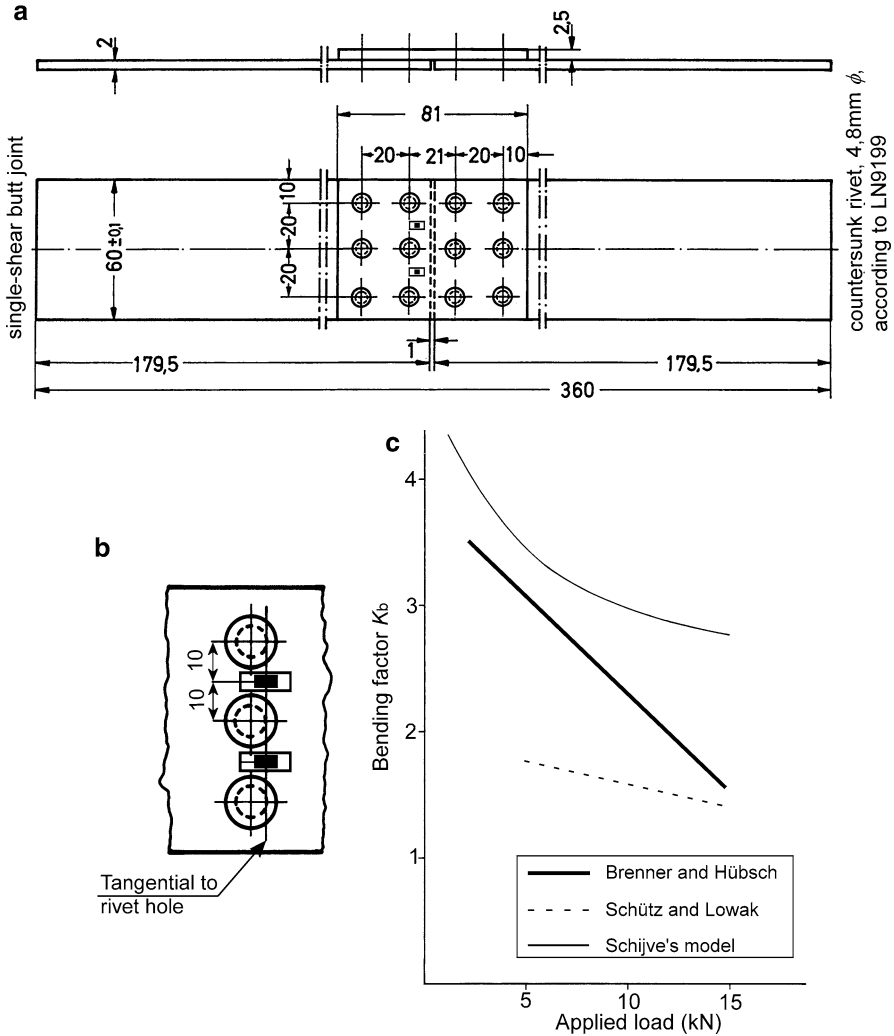 a
2
2,5
81
20
21
20
10
10
20
20
60 ±0,1
single-shear butt joint
countersunk rivet, 4,8mm ϕ,
according to LN9199
1
179,5
179,5
360
b
10
10
Tangential to
rivet hole
c
Bending factor Kb
4
3
2
1
Brenner and Hübsch
Schütz and Lowak
Schijve's model
5
10
15
Applied load (kN)